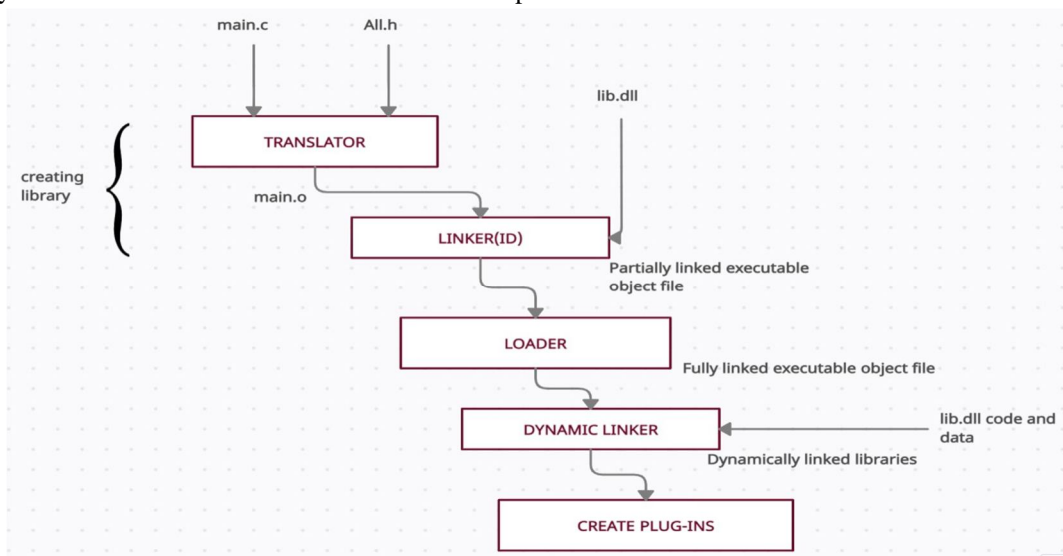 main.c
All.h
lib.dll
TRANSLATOR
creating
library
main.o
LINKER(ID)
Partially linked executable
object file
LOADER
Fully linked executable object file
DYNAMIC LINKER
lib.dll code and
data
Dynamically linked libraries
CREATE PLUG-INS